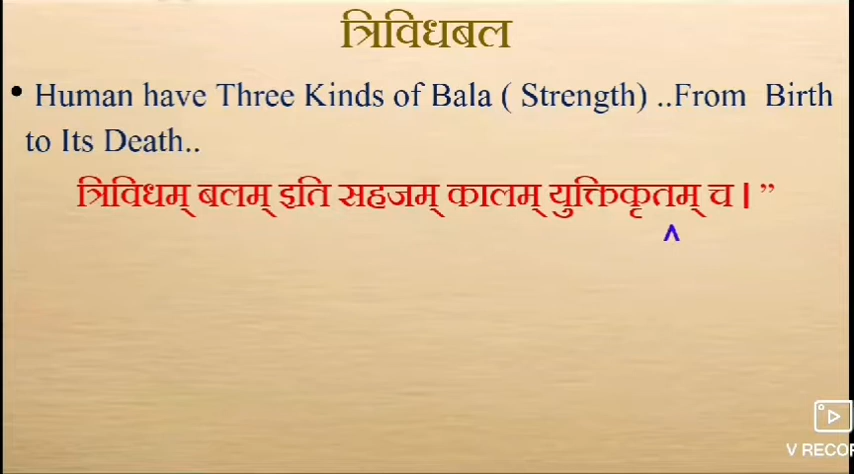 त्रिविधबल
• Human have Three Kinds of Bala ( Strength) ..From Birth
to Its Death..
त्रिविधम् बलम् इति सहजम् कालम् युक्तिकृतम् च | ”
^
V RECOR